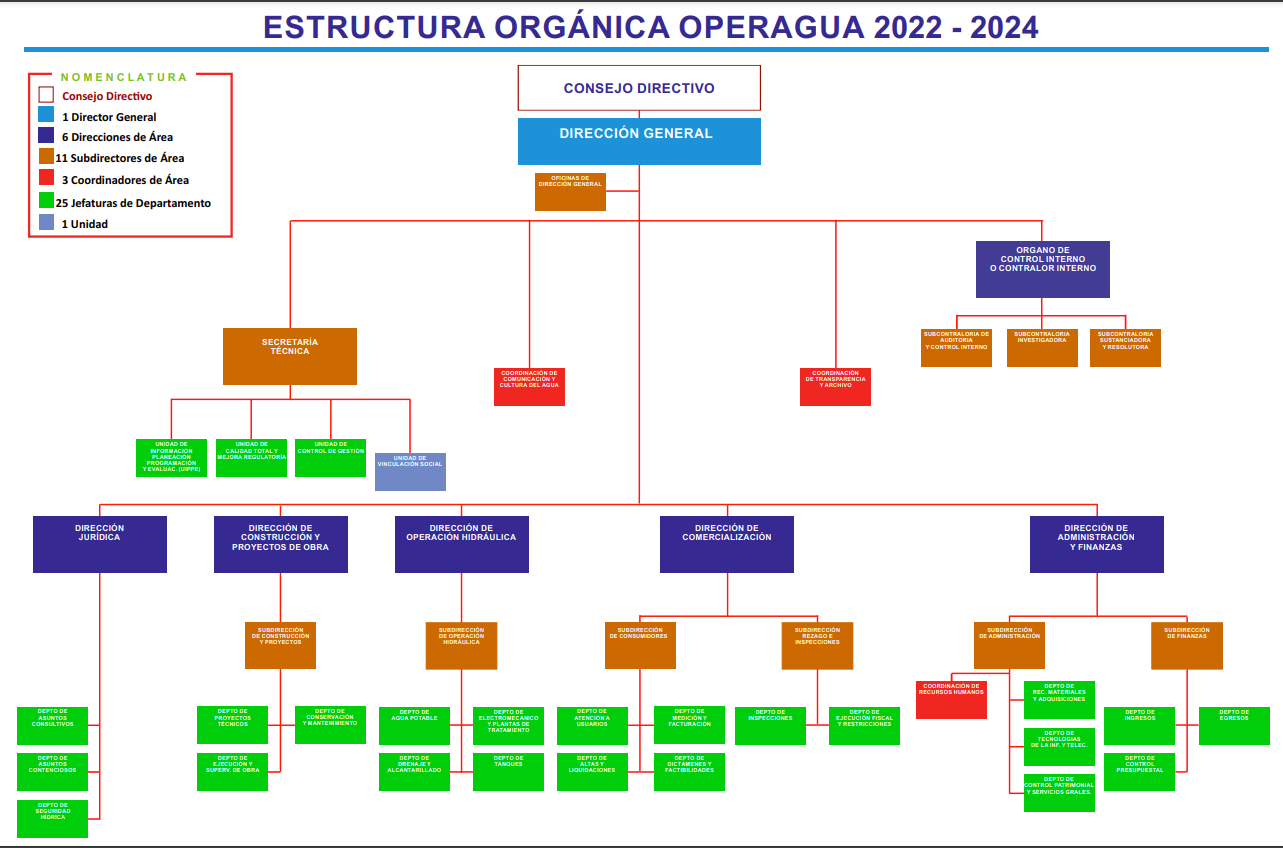 ESTRUCTURA ORGÁNICA OPERAGUA 2022 - 2024
NOMENCLATURA
Consejo Directivo
1 Director General
6 Direcciones de Área
11 Subdirectores de Área
3 Coordinadores de Área
25 Jefaturas de Departamento
1 Unidad
CONSEJO DIRECTIVO
DIRECCIÓN GENERAL
OFICINAS DE
DIRECCIÓN GENERAL
ORGANO DE
CONTROL INTERNO
O CONTRALOR INTERNO
SUBCONTRALORIA DE
AUDITORIA
Y CONTROL INTERNO
SUBCONTRALORIA
INVESTIGADORA
SUBCONTRALORIA
SUSTANCIADORA
Y RESOLUTORA
SECRETARÍA
TÉCNICA
COORDINACIÓN DE
COMUNICACIÓN Y
CULTURA DEL AGUA
COORDINACIÓN
DE TRANSPARENCIA
Y ARCHIVO
UNIDAD DE
INFORMACIÓN
PLANEACIÓN
PROGRAMACIÓN
Y EVALUAC. (UIPPE)
UNIDAD DE
CALIDAD TOTAL Y
MEJORA REGULATORIA
UNIDAD DE
CONTROL DE GESTIÓN
UNIDAD DE
VINCULACIÓN SOCIAL
DIRECCIÓN
JURÍDICA
DIRECCIÓN DE
CONSTRUCCIÓN Y
PROYECTOS DE OBRA
DIRECCIÓN DE
OPERACIÓN HIDRÁULICA
DIRECCIÓN DE
COMERCIALIZACIÓN
DIRECCIÓN DE
ADMINISTRACIÓN
Y FINANZAS
SUBDIRECCIÓN
DE CONSTRUCCIÓN
Y PROYECTOS
SUBDIRECCIÓN
DE OPERACIÓN
HIDRÁULICA
SUBDIRECCIÓN
DE CONSUMIDORES
SUBDIRECCIÓN
REZAGO E
INSPECCIONES
SUBDIRECCIÓN
DE ADMINISTRACIÓN
SUBDIRECCIÓN
DE FINANZAS
COORDINACIÓN DE
RECURSOS HUMANOS
DEPTO DE
REC. MATERIALES
Y ADQUISICIONES
DEPTO DE
ASUNTOS
CONSULTIVOS
DEPTO DE
PROYECTOS
TÉCNICOS
DEPTO DE
CONSERVACIÓN
Y MANTENIMIENTO
DEPTO DE
AGUA POTABLE
DEPTO DE
ELECTROMECANICO
Y PLANTAS DE
TRATAMIENTO
DEPTO DE
ATENCIÓN A
USUARIOS
DEPTO DE
MEDICIÓN Y
FACTURACIÓN
DEPTO DE
INSPECCIONES
DEPTO DE
EJECUCIÓN FISCAL
Y RESTRICCIONES
DEPTO DE
INGRESOS
DEPTO DE
EGRESOS
DEPTO DE
TECNOLOGIAS
DE LA INF. Y TELEC.
DEPTO DE
ASUNTOS
CONTENCIOSOS
DEPTO DE
EJECUCIÓN Y
SUPERV. DE OBRA
DEPTO DE
DRENAJE Y
ALCANTARILLADO
DEPTO DE
TANQUES
DEPTO DE
ALTAS Y
LIQUIDACIONES
DEPTO DE
DICTÁMENES Y
FACTIBILIDADES
DEPTO DE
CONTROL
PRESUPUESTAL
DEPTO DE
CONTROL PATRIMONIAL
Y SERVICIOS GRALES.
DEPTO DE
SEGURIDAD
HÍDRICA